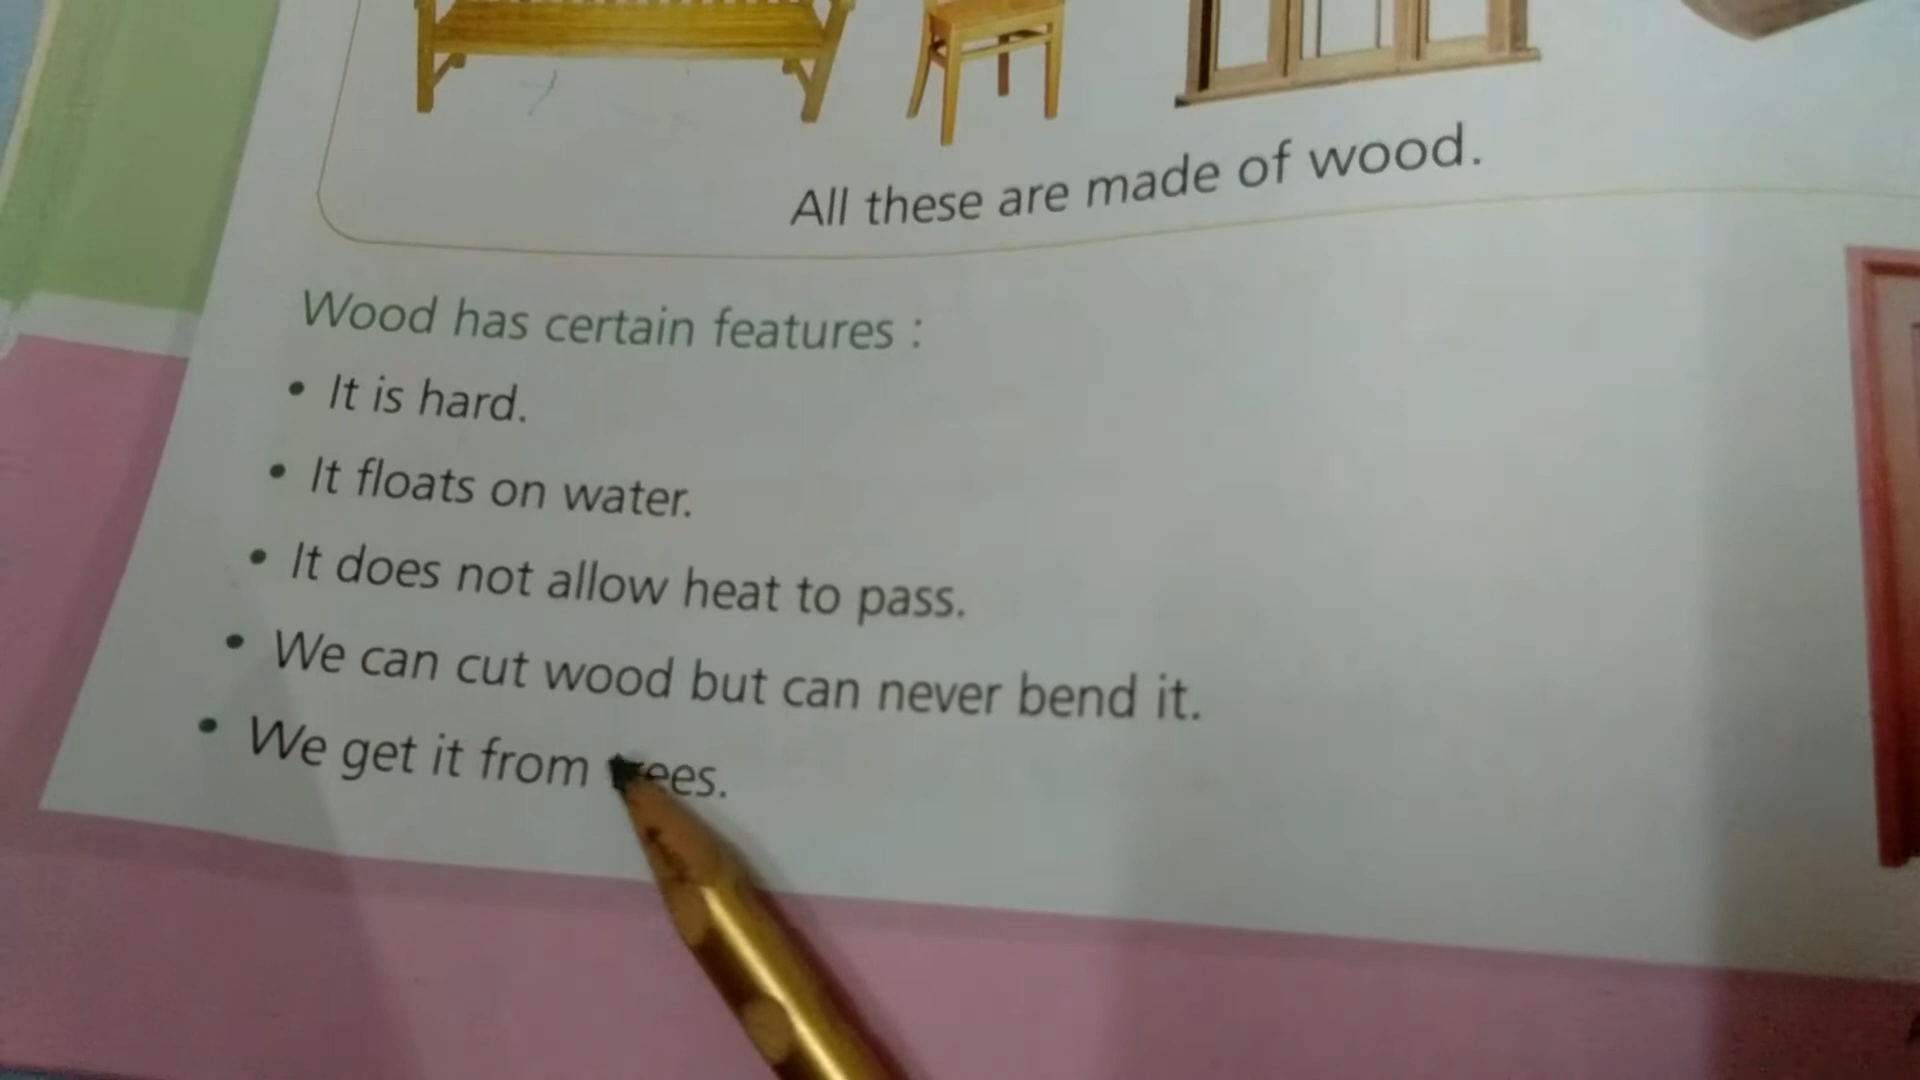 All these are made of wood.
Wood has certain features :
• It is hard.
• It floats on water.
• It does not allow heat to pass.
• We can cut wood but can never bend it.
• We get it from trees.